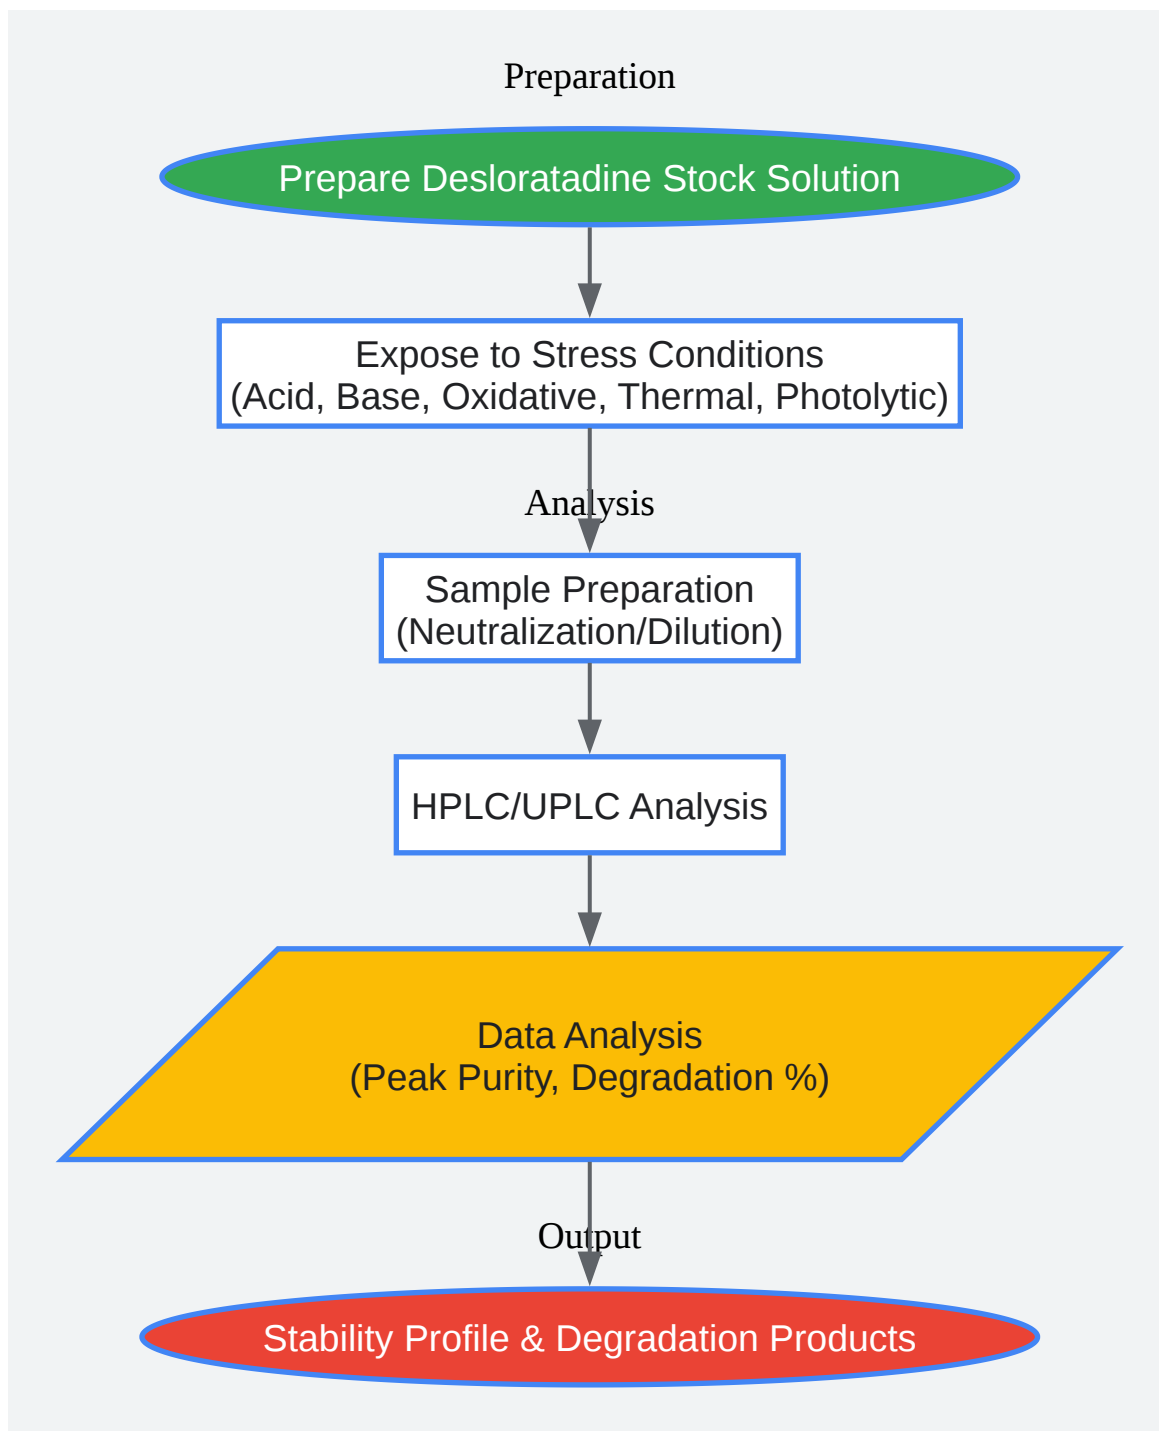 Preparation
Prepare Desloratadine Stock Solution
Expose to Stress Conditions
(Acid, Base, Oxidative, Thermal, Photolytic)
Analysis
Sample Preparation
(Neutralization/Dilution)
HPLC/UPLC Analysis
Data Analysis
(Peak Purity, Degradation %)
Output
Stability Profile & Degradation Products